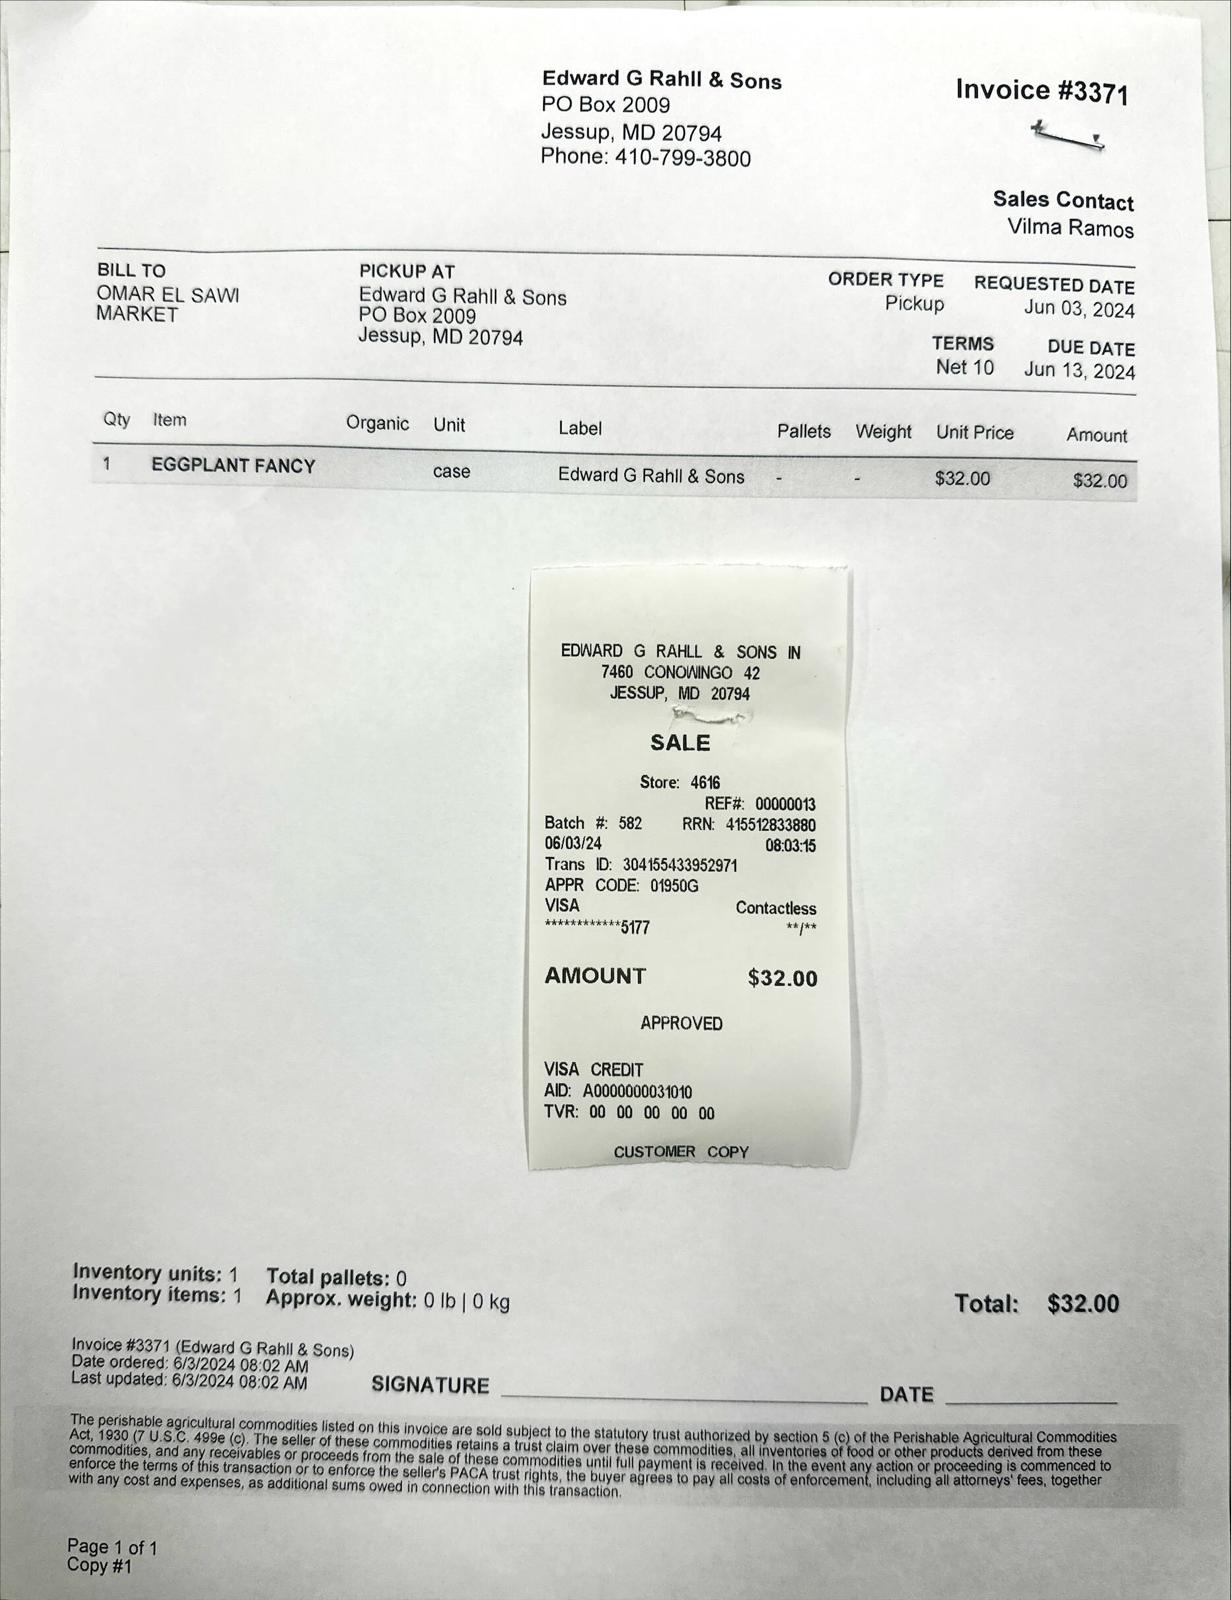 Edward G Rahll & Sons
PO Box 2009
Jessup, MD 20794
Phone: 410-799-3800
Invoice #3371
Sales Contact
Vilma Ramos
BILL TO
OMAR EL SAWI
MARKET
PICKUP AT
Edward G Rahll & Sons
PO Box 2009
Jessup, MD 20794
ORDER TYPE
Pickup
REQUESTED DATE
Jun 03, 2024
TERMS
Net 10
DUE DATE
Jun 13, 2024
Qty Item Organic Unit Label Pallets Weight Unit Price Amount
1 EGGPLANT FANCY case Edward G Rahll & Sons - - $32.00 $32.00
EDWARD G RAHLL & SONS IN
7460 CONOWINGO 42
JESSUP, MD 20794
SALE
Store: 4616
REF#: 00000013
Batch #: 582 RRN: 415512833880
06/03/24 08:03:15
Trans ID: 304155433952971
APPR CODE: 01950G
VISA Contactless
************5177 **/**
AMOUNT $32.00
APPROVED
VISA CREDIT
AID: A0000000031010
TVR: 00 00 00 00 00
CUSTOMER COPY
Inventory units: 1 Total pallets: 0
Inventory items: 1 Approx. weight: 0 lb | 0 kg
Total: $32.00
Invoice #3371 (Edward G Rahll & Sons)
Date ordered: 6/3/2024 08:02 AM
Last updated: 6/3/2024 08:02 AM
SIGNATURE DATE
The perishable agricultural commodities listed on this invoice are sold subject to the statutory trust authorized by section 5 (c) of the Perishable Agricultural Commodities
Act, 1930 (7 U.S.C. 499e (c). The seller of these commodities retains a trust claim over these commodities, all inventories of food or other products derived from these
commodities, and any receivables or proceeds from the sale of these commodities until full payment is received. In the event any action or proceeding is commenced to
enforce the terms of this transaction or to enforce the seller's PACA trust rights, the buyer agrees to pay all costs of enforcement, including all attorneys' fees, together
with any cost and expenses, as additional sums owed in connection with this transaction.
Page 1 of 1
Copy #1